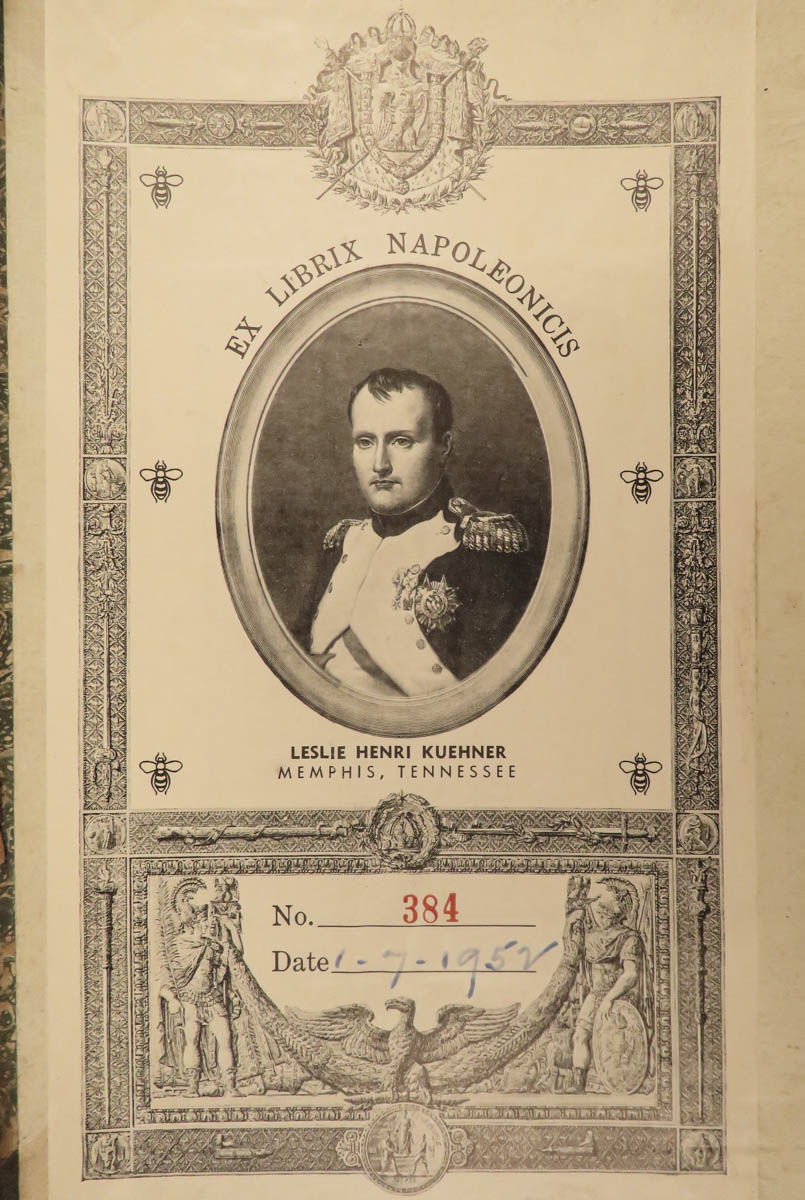 EX LIBRIX NAPOLEONICIS
LESLIE HENRI KUEHNER
MEMPHIS, TENNESSEE
No. 384
Date 1-7-1952